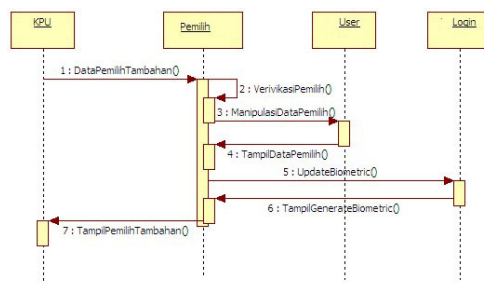 KPU
Pemilih
User
Login
1 : DataPemilihTambahan()
2 : VerivikasiPemilih()
3 : ManipulasiDataPemilih()
4 : TampilDataPemilih()
5 : UpdateBiometric()
6 : TampilGenerateBiometric()
7 : TampilPemilihTambahan()